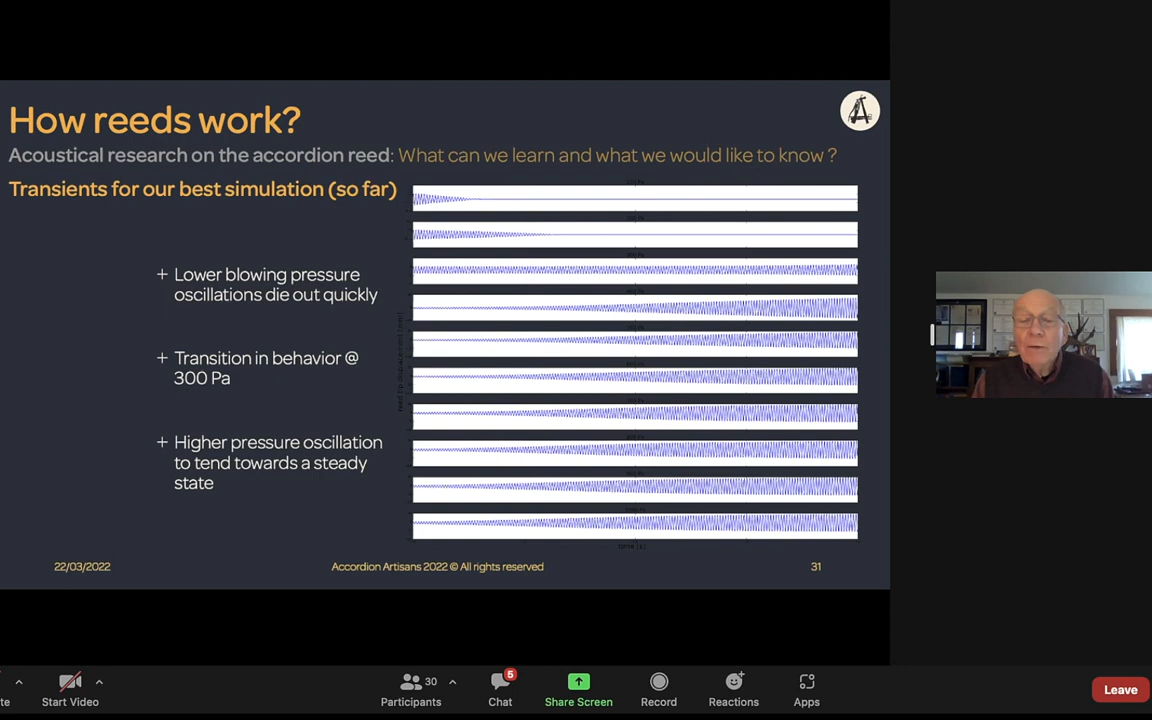 How reeds work?
Acoustical research on the accordion reed: What can we learn and what we would like to know ?
Transients for our best simulation (so far)
+ Lower blowing pressure
oscillations die out quickly
+ Transition in behavior @
300 Pa
+ Higher pressure oscillation
to tend towards a steady
state
time (s)
22/03/2022
Accordion Artisans 2022 © All rights reserved
31
te
Start Video
30
Participants
5
Chat
Share Screen
Record
Reactions
Apps
Leave